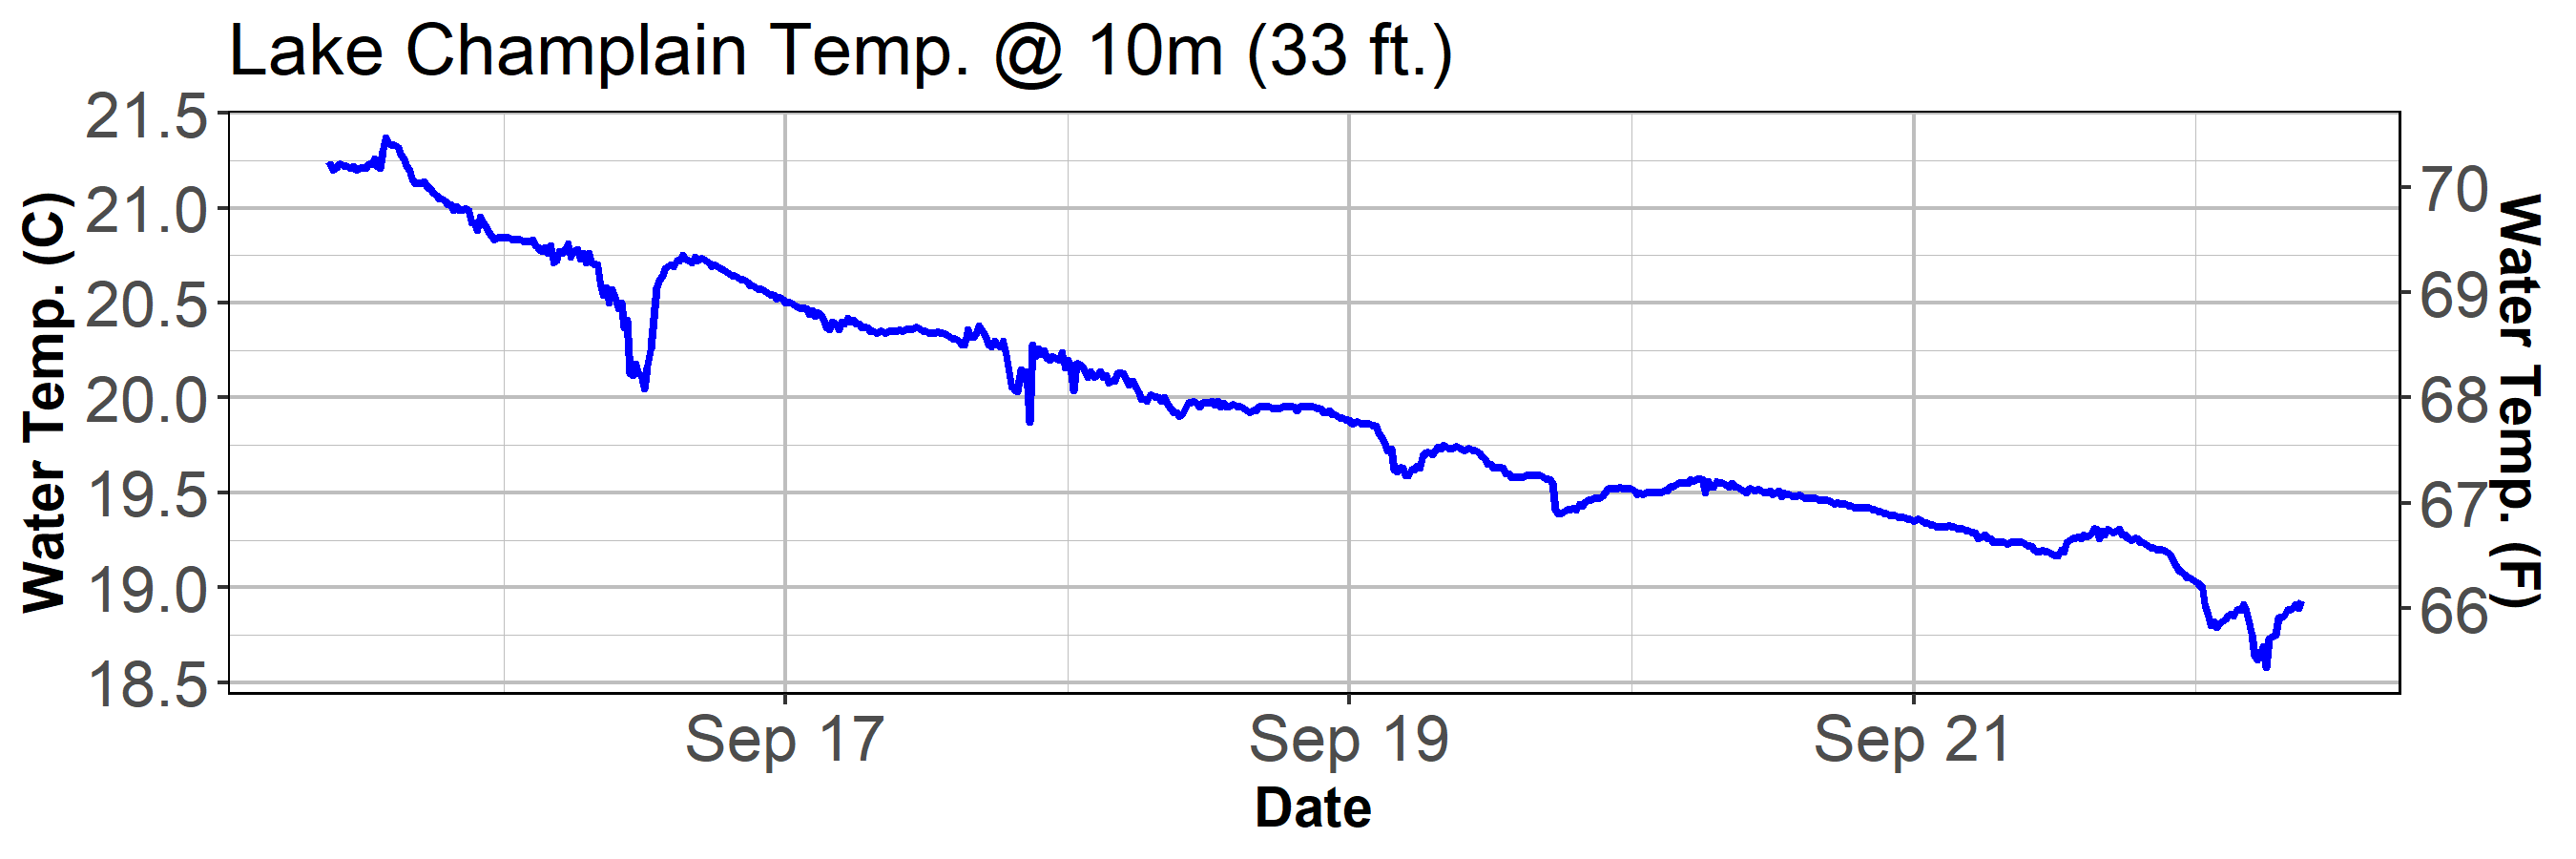 Lake Champlain Temp. @ 10m (33 ft.)
Water Temp. (C)
21.5
21.0
20.5
20.0
19.5
19.0
18.5
70
69
68
67
66
Water Temp. (F)
Sep 17 Sep 19 Sep 21
Date